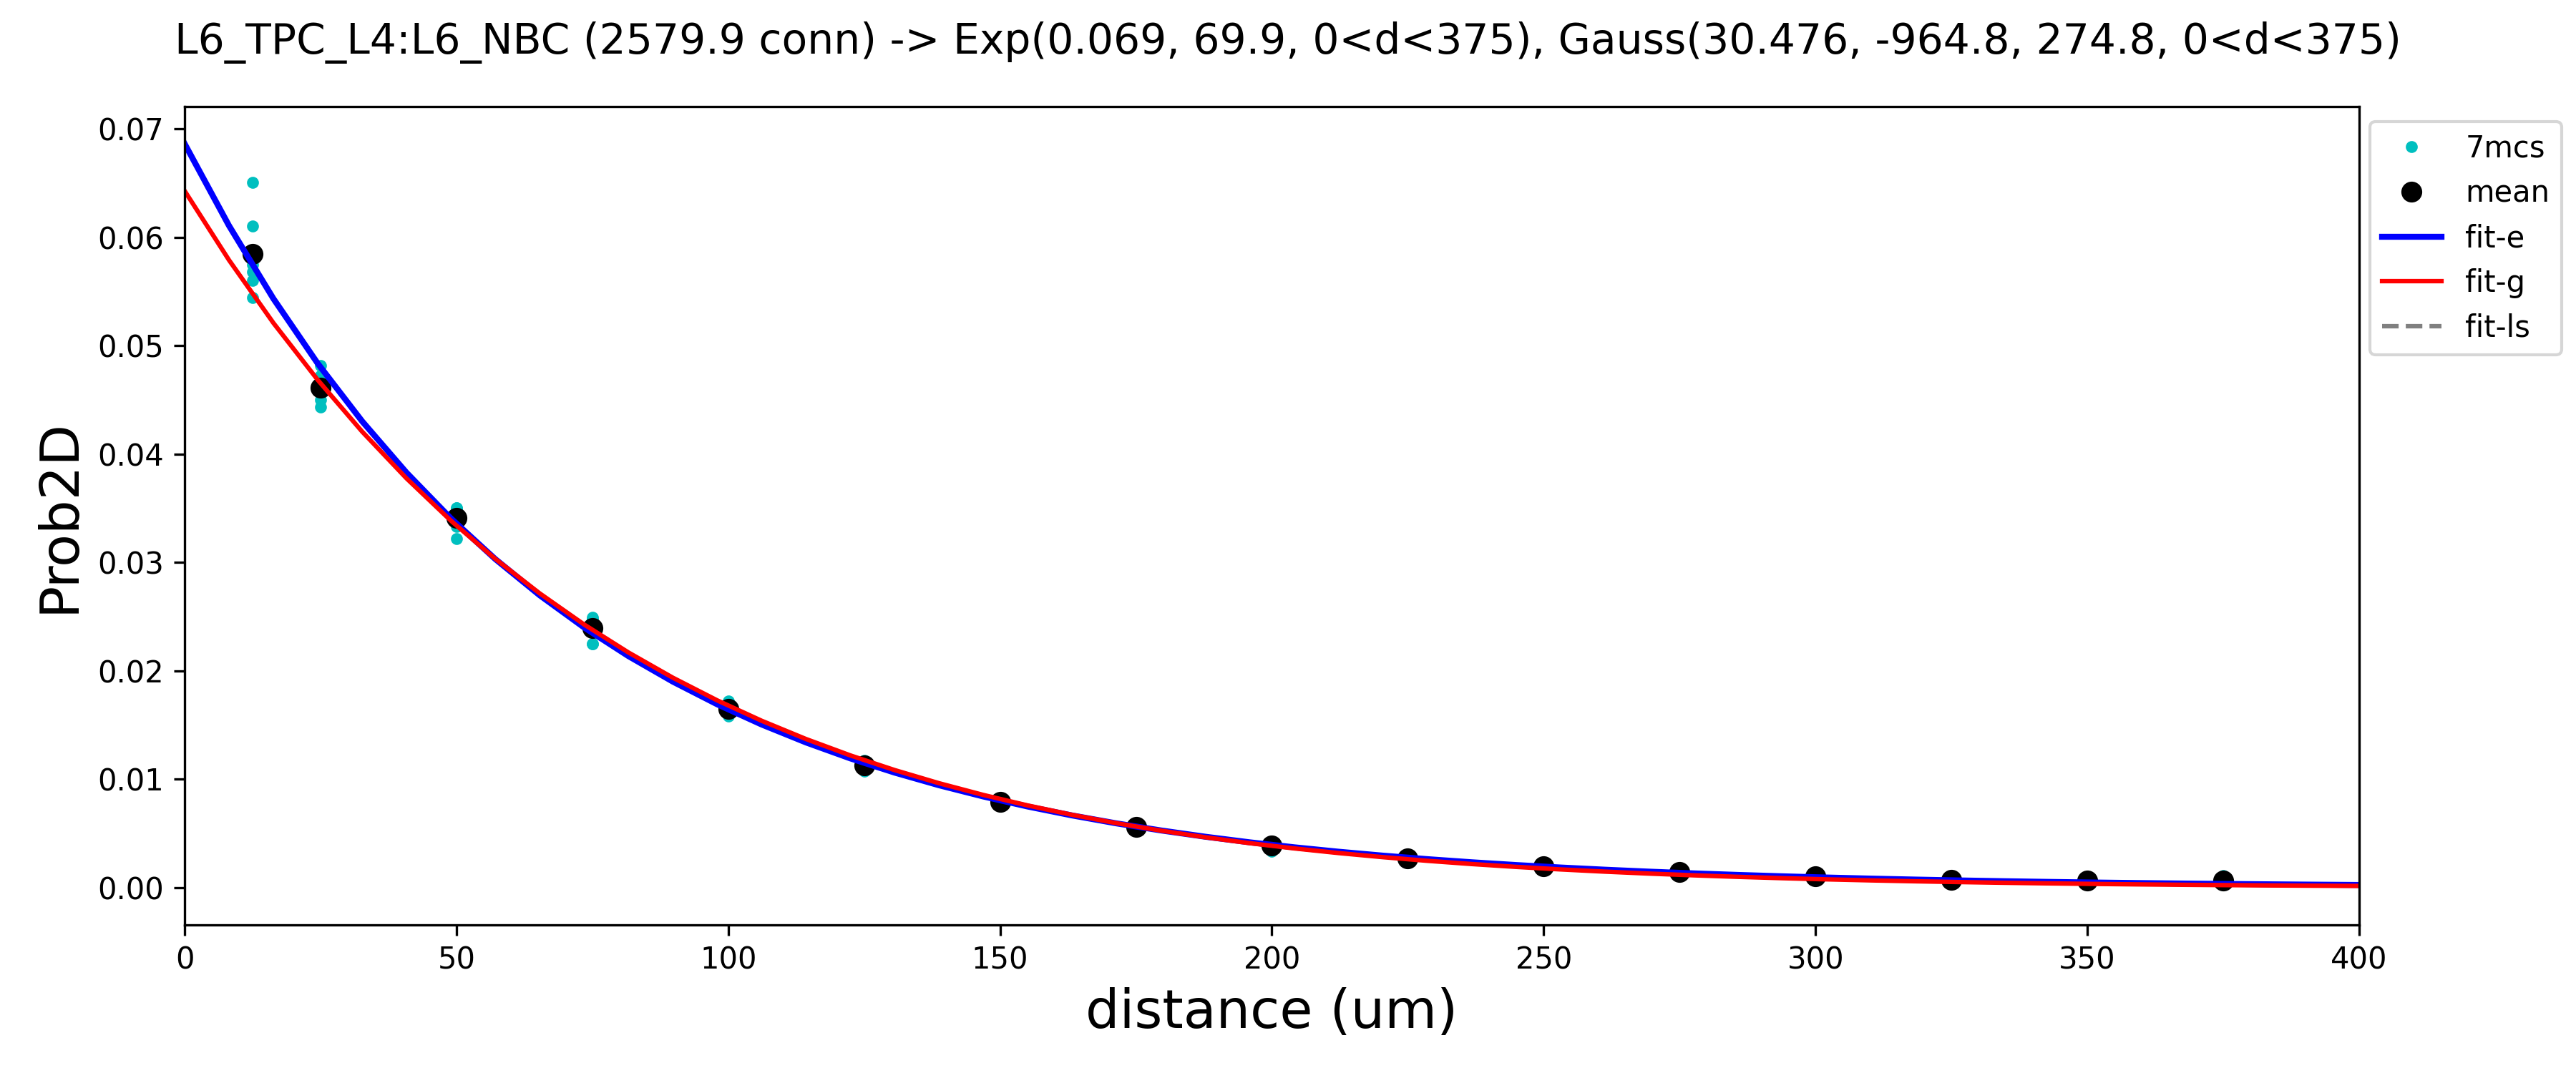 L6_TPC_L4:L6_NBC (2579.9 conn) -> Exp(0.069, 69.9, 0<d<375), Gauss(30.476, -964.8, 274.8, 0<d<375)
0.07
0.06
0.05
0.04
0.03
0.02
0.01
0.00
Prob2D
0 50 100 150 200 250 300 350 400
distance (um)
7mcs
mean
fit-e
fit-g
fit-ls